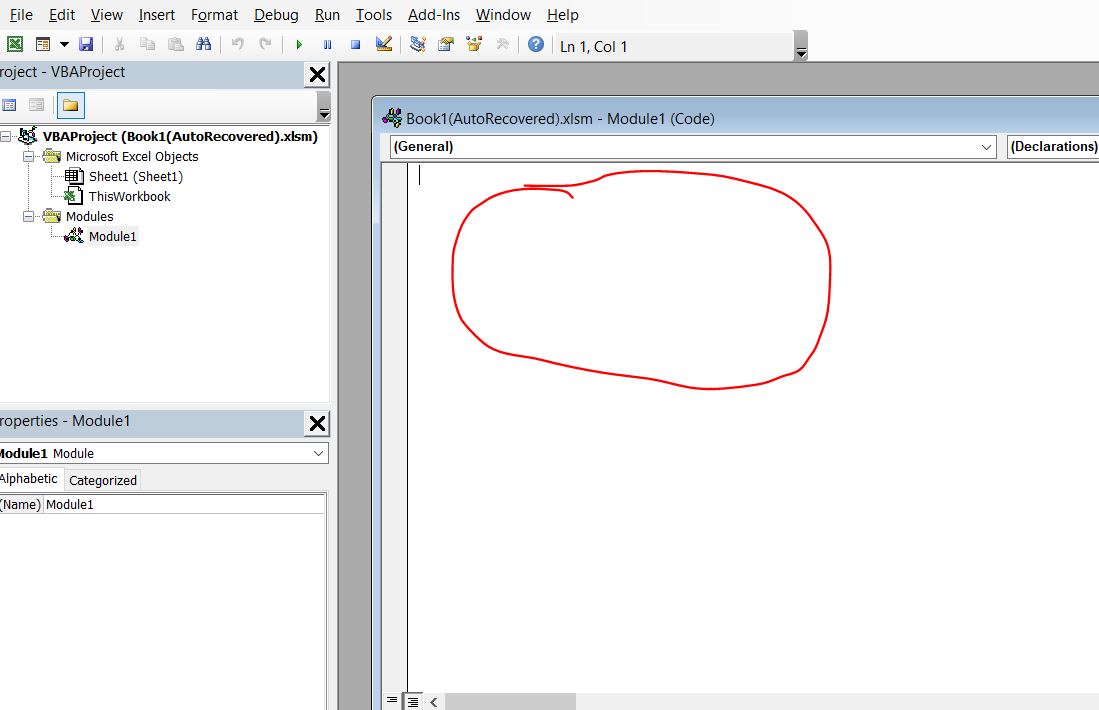 File Edit View Insert Format Debug Run Tools Add-Ins Window Help
Ln 1, Col 1
roject - VBAProject
Book1(AutoRecovered).xlsm - Module1 (Code)
(General) (Declarations)
VBAProject (Book1(AutoRecovered).xlsm)
Microsoft Excel Objects
Sheet1 (Sheet1)
ThisWorkbook
Modules
Module1
roperties - Module1
Module1 Module
Alphabetic Categorized
(Name) Module1